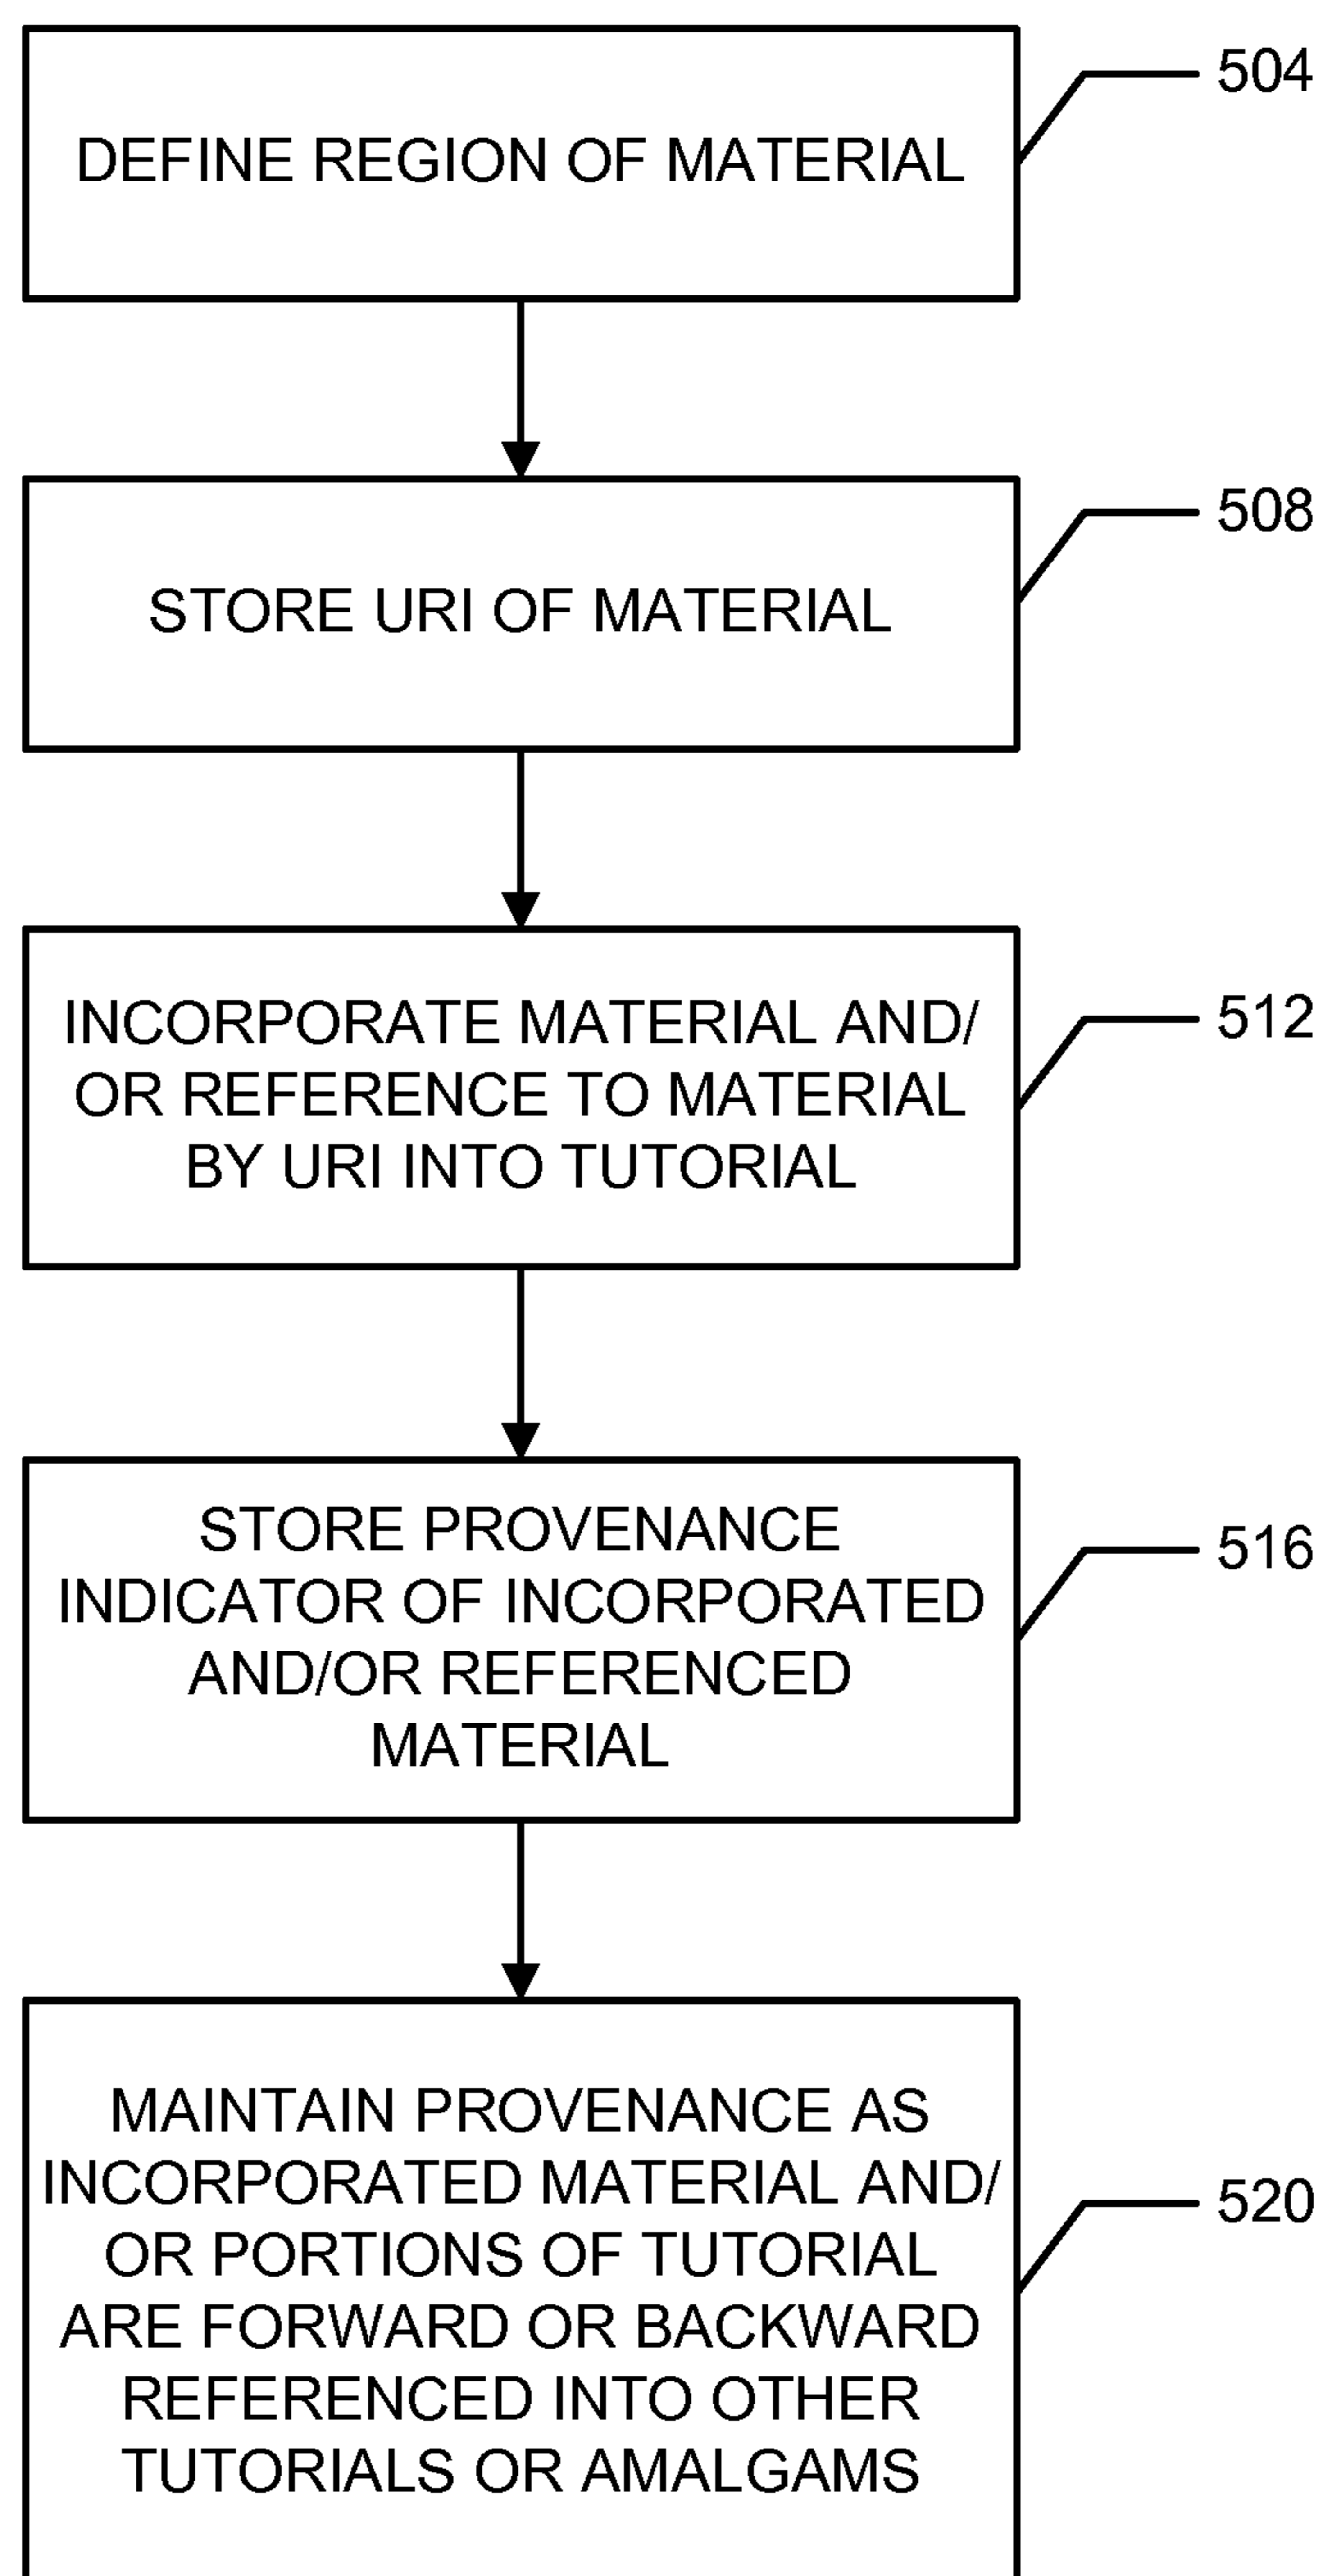 504
DEFINE REGION OF MATERIAL
508
STORE URI OF MATERIAL
512
INCORPORATE MATERIAL AND/
OR REFERENCE TO MATERIAL
BY URI INTO TUTORIAL
516
STORE PROVENANCE
INDICATOR OF INCORPORATED
AND/OR REFERENCED
MATERIAL
520
MAINTAIN PROVENANCE AS
INCORPORATED MATERIAL AND/
OR PORTIONS OF TUTORIAL
ARE FORWARD OR BACKWARD
REFERENCED INTO OTHER
TUTORIALS OR AMALGAMS